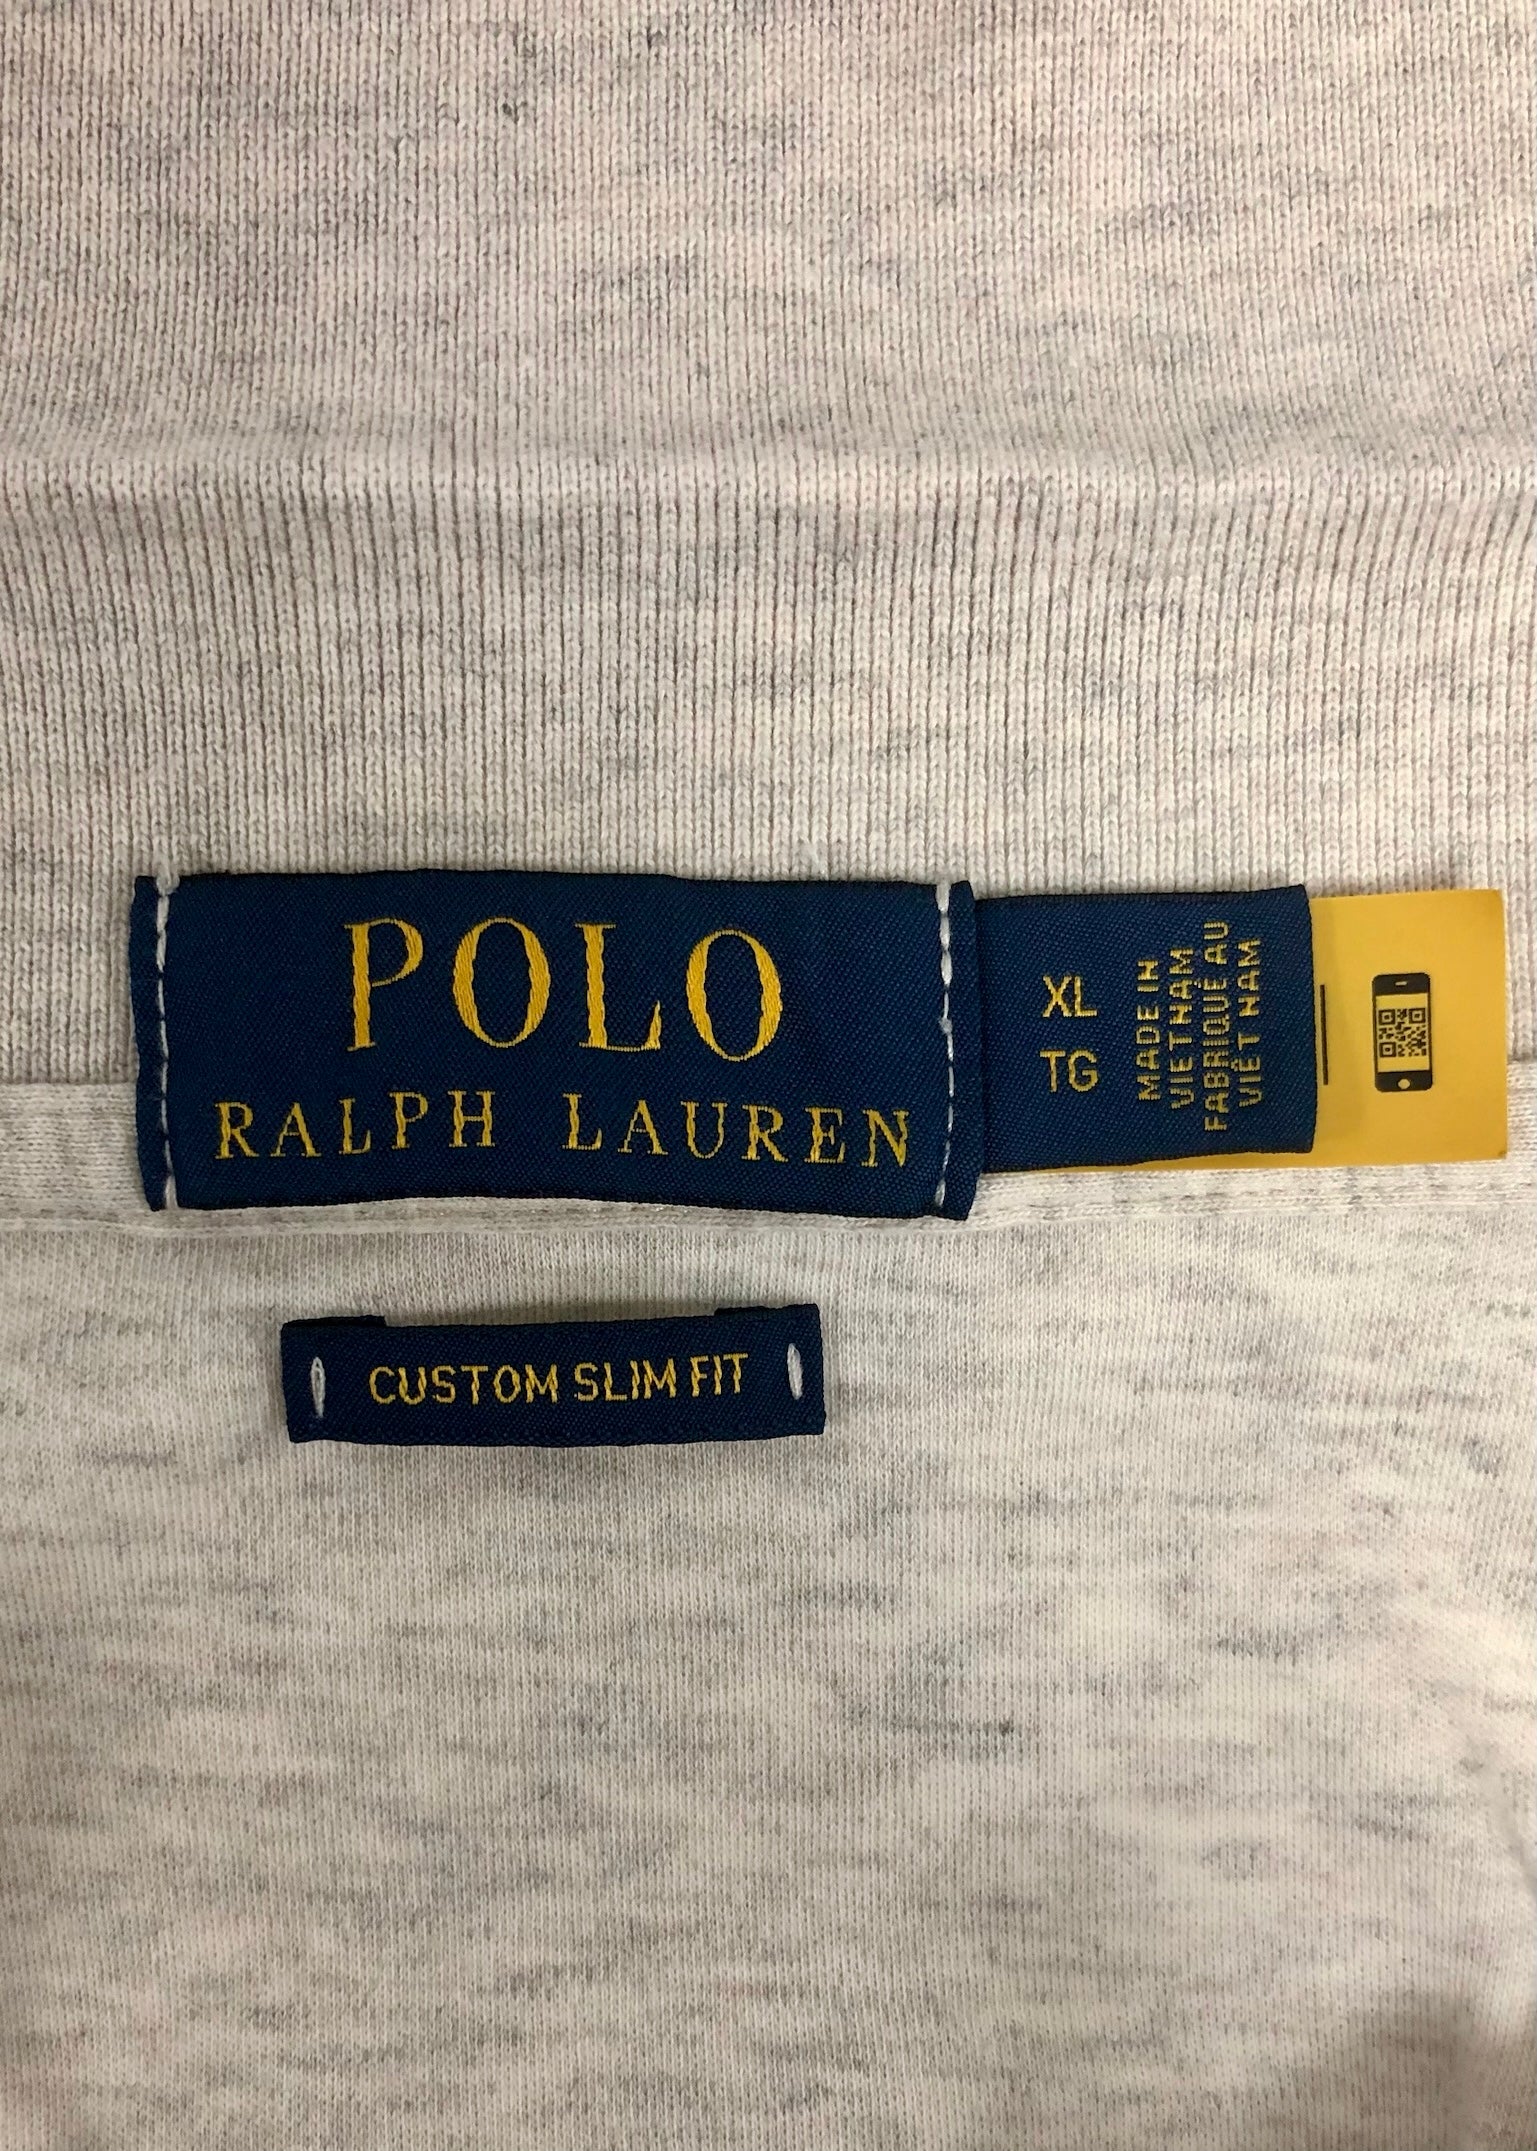 POLO
RALPH LAUREN
XL
TG
MADE IN
VIETNAM
FABRIQUÉ AU
VIÊT NAM
CUSTOM SLIM FIT